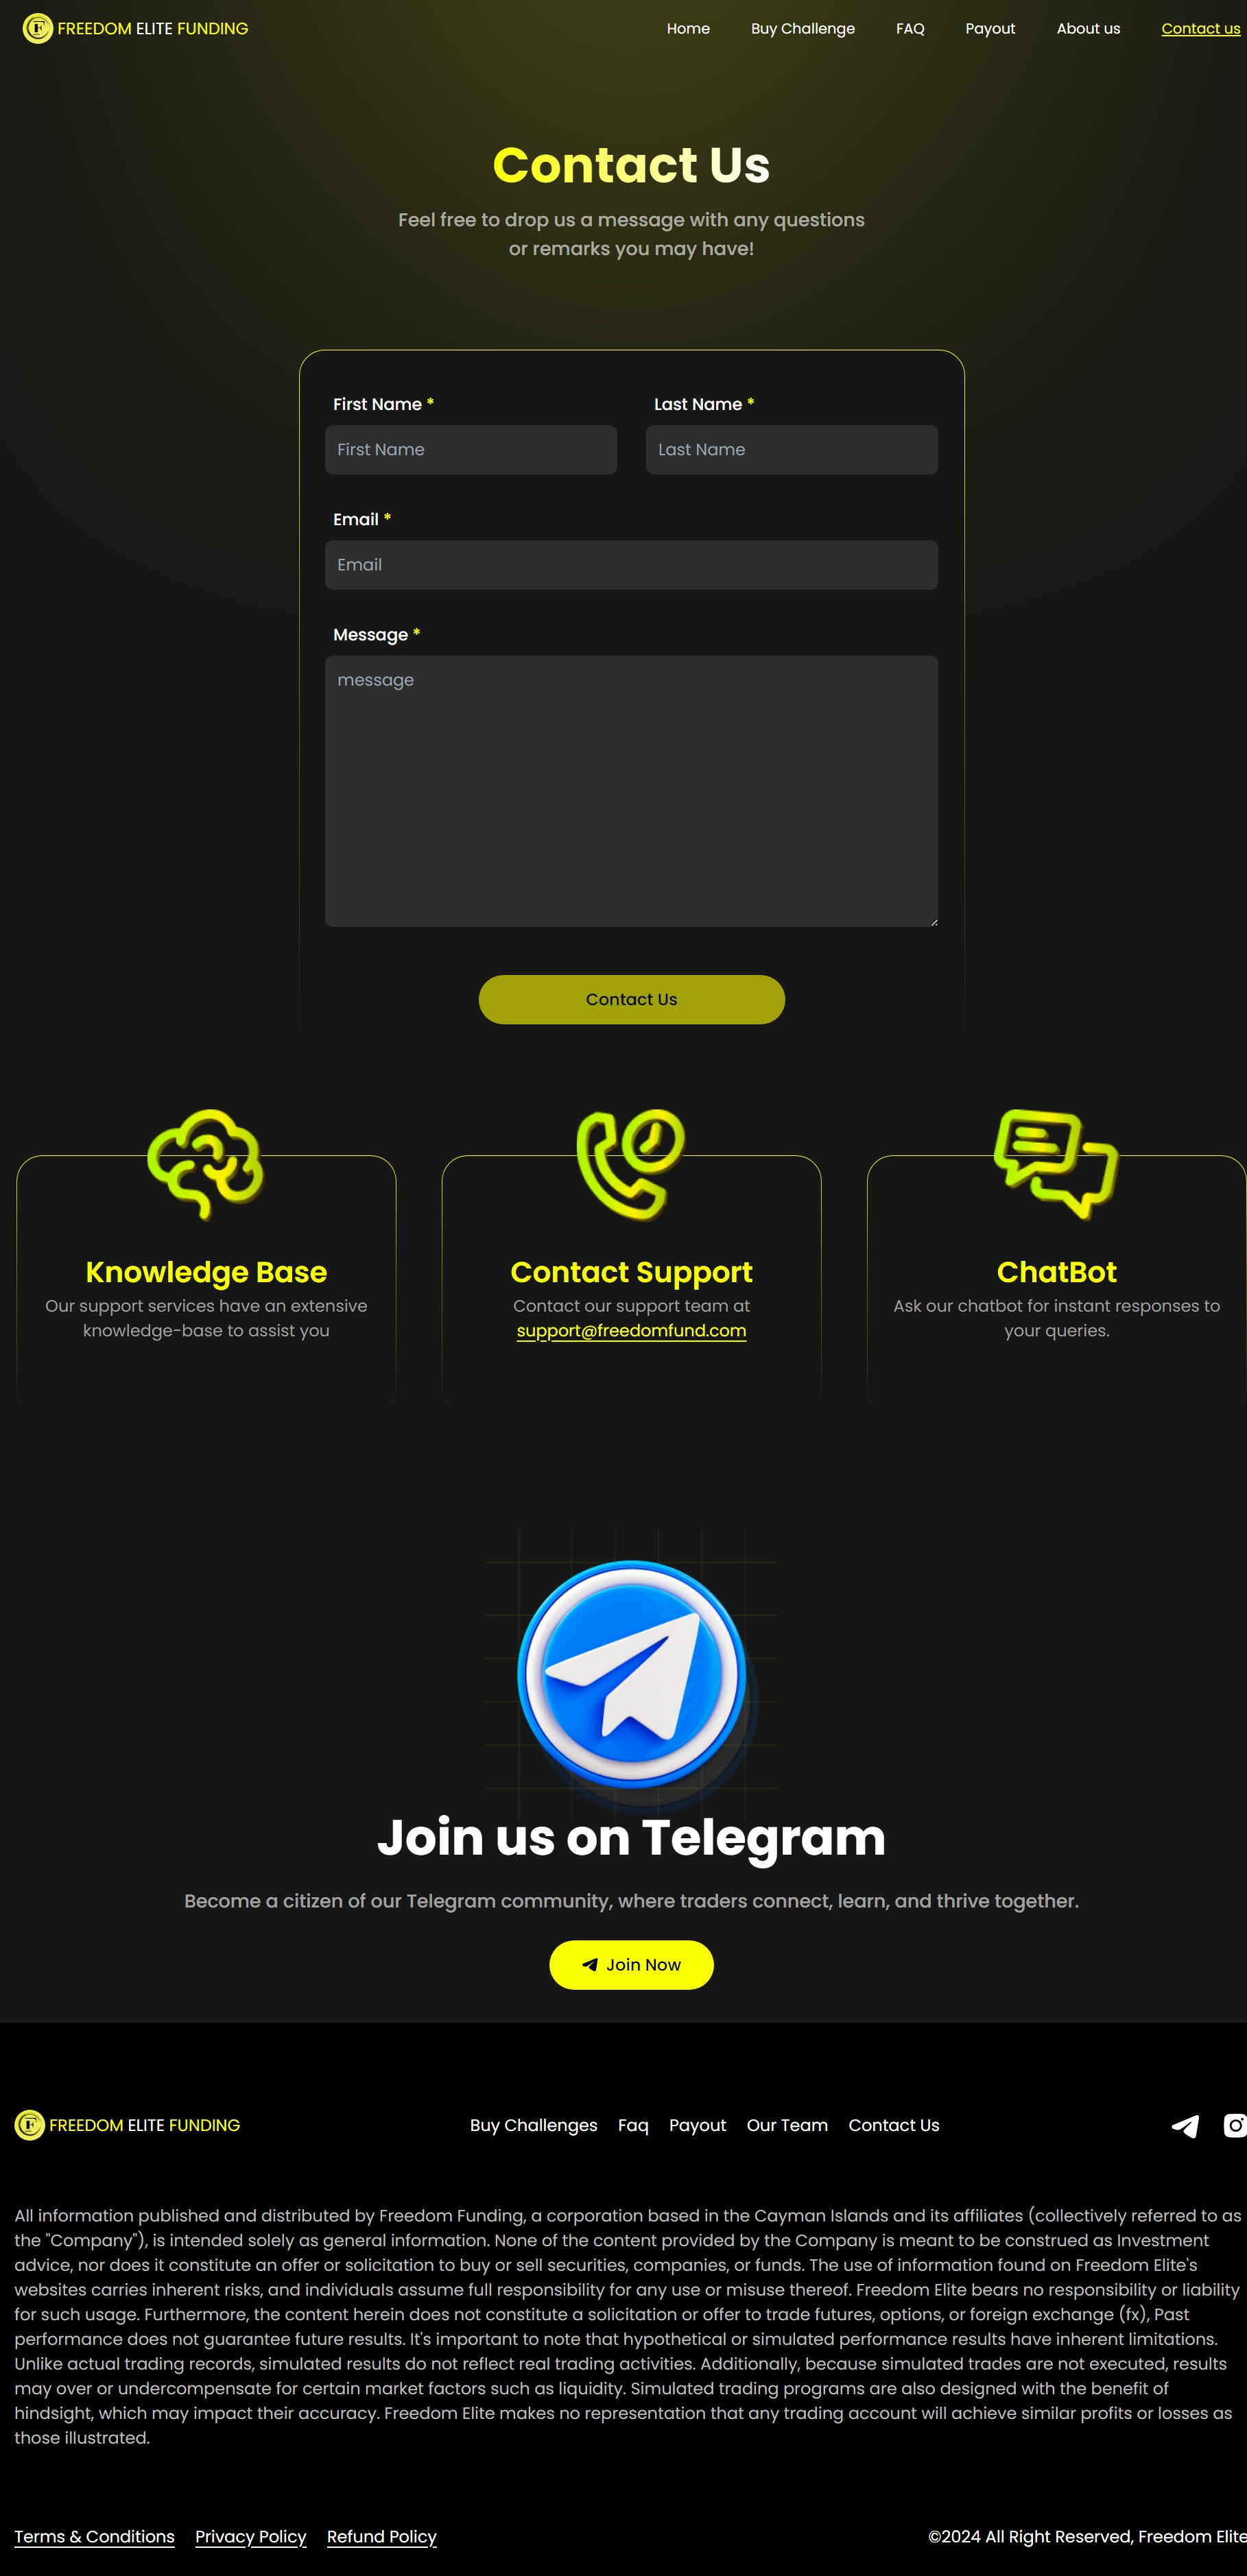 FREEDOM ELITE FUNDING
Home Buy Challenge FAQ Payout About us Contact us
Contact Us
Feel free to drop us a message with any questions
or remarks you may have!
First Name * Last Name *
First Name Last Name
Email *
Email
Message *
message
Contact Us
Knowledge Base
Our support services have an extensive
knowledge-base to assist you
Contact Support
Contact our support team at
support@freedomfund.com
ChatBot
Ask our chatbot for instant responses to
your queries.
Join us on Telegram
Become a citizen of our Telegram community, where traders connect, learn, and thrive together.
Join Now
FREEDOM ELITE FUNDING
Buy Challenges Faq Payout Our Team Contact Us
All information published and distributed by Freedom Funding, a corporation based in the Cayman Islands and its affiliates (collectively referred to as
the "Company"), is intended solely as general information. None of the content provided by the Company is meant to be construed as Investment
advice, nor does it constitute an offer or solicitation to buy or sell securities, companies, or funds. The use of information found on Freedom Elite's
websites carries inherent risks, and individuals assume full responsibility for any use or misuse thereof. Freedom Elite bears no responsibility or liability
for such usage. Furthermore, the content herein does not constitute a solicitation or offer to trade futures, options, or foreign exchange (fx), Past
performance does not guarantee future results. It's important to note that hypothetical or simulated performance results have inherent limitations.
Unlike actual trading records, simulated results do not reflect real trading activities. Additionally, because simulated trades are not executed, results
may over or undercompensate for certain market factors such as liquidity. Simulated trading programs are also designed with the benefit of
hindsight, which may impact their accuracy. Freedom Elite makes no representation that any trading account will achieve similar profits or losses as
those illustrated.
Terms & Conditions Privacy Policy Refund Policy
©2024 All Right Reserved, Freedom Elite